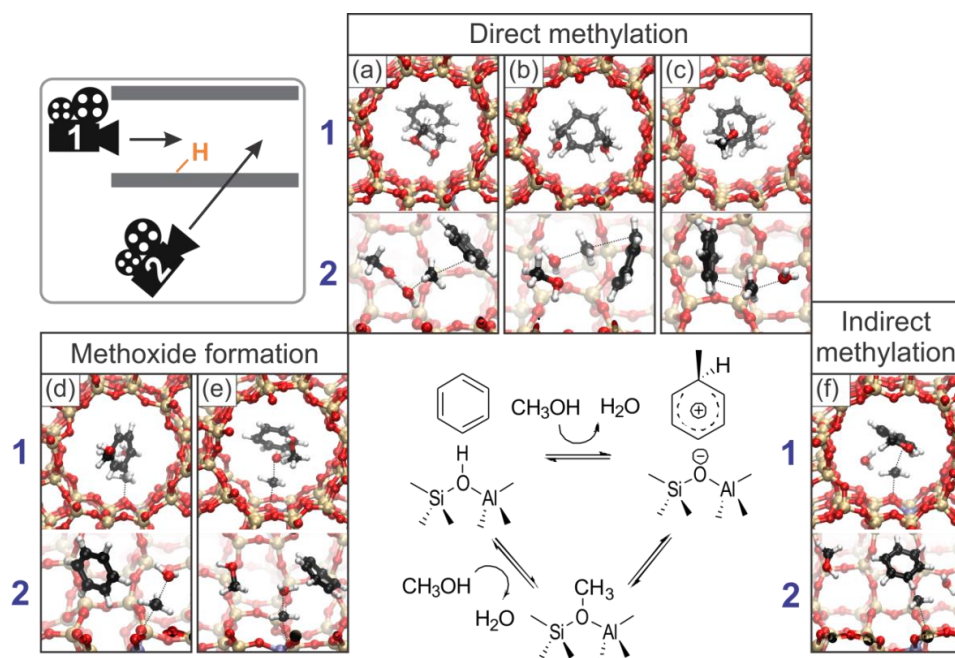 Direct methylation
(a) (b) (c)
1
2
1
H
2
Methoxide formation
(d) (e)
1
2
Indirect
methylation
(f)
1
2
CH3OH H2O
H
H
O
Si Al
⊕
⊖
O
Si Al
CH3OH
H2O
CH3
O
Si Al